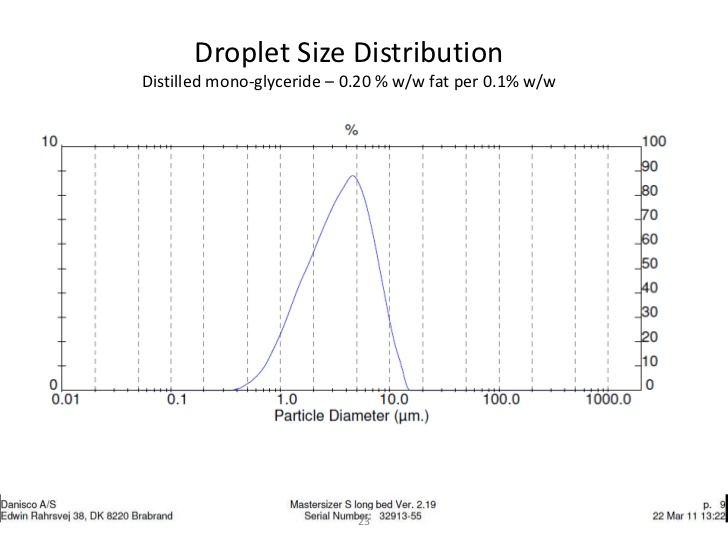 Droplet Size Distribution
Distilled mono-glyceride – 0.20 % w/w fat per 0.1% w/w
%
10 100
90
80
70
60
50
40
30
20
10
0 0
0.01 0.1 1.0 10.0 100.0 1000.0
Particle Diameter (µm.)
Danisco A/S Mastersizer S long bed Ver. 2.19 p. 9
Edwin Rahrsvej 38, DK 8220 Brabrand Serial Number: 32913-55 22 Mar 11 13:22
23